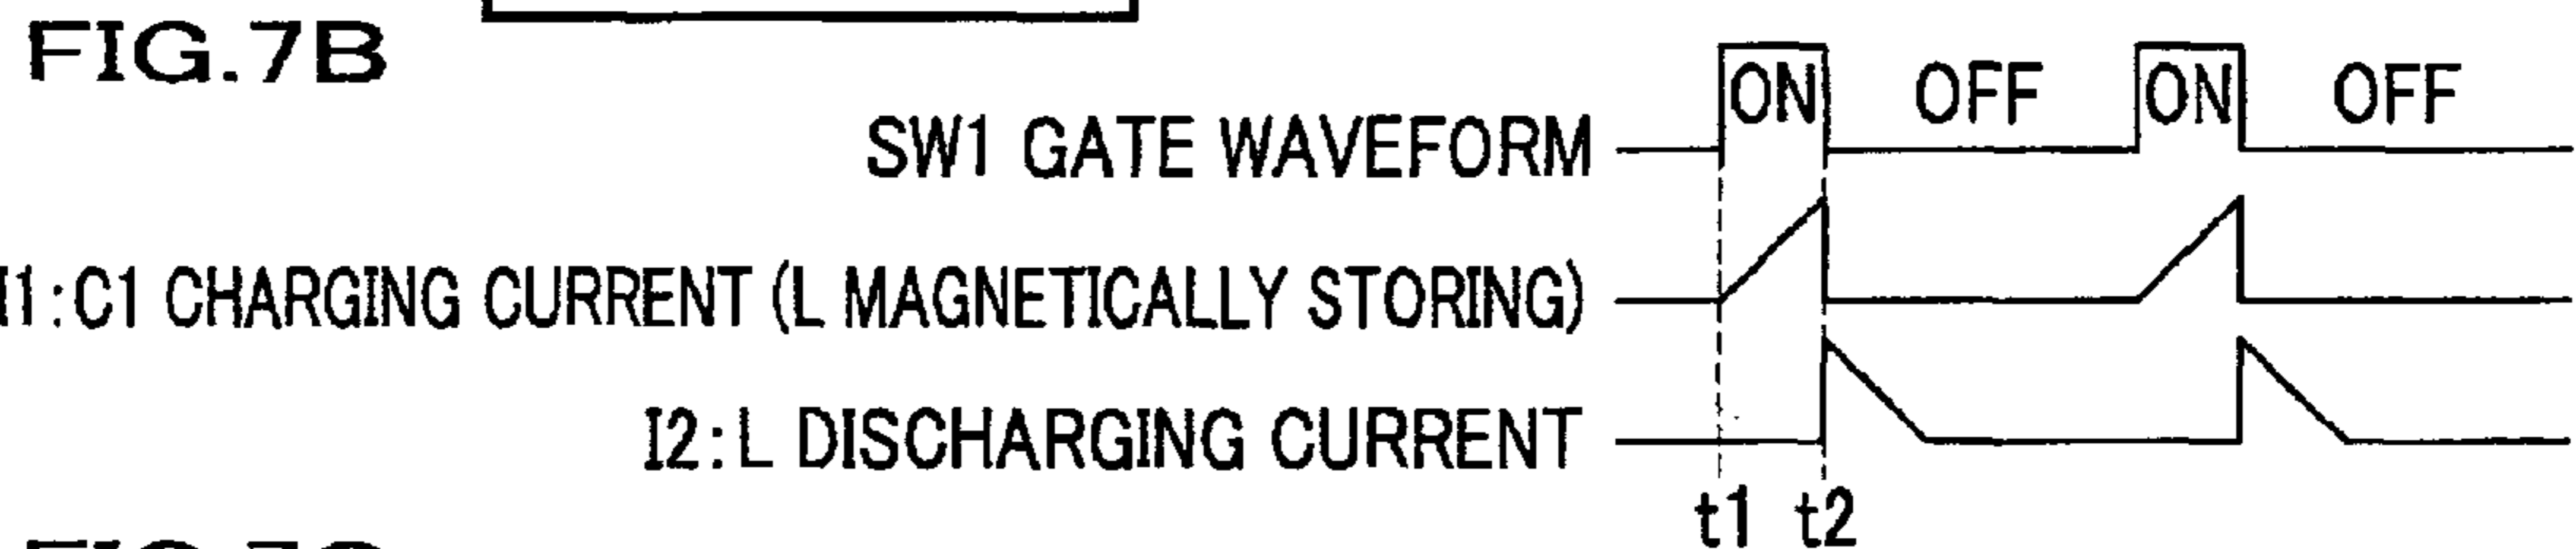 FIG.7B
ON OFF ON OFF
SW1 GATE WAVEFORM
I1:C1 CHARGING CURRENT (L MAGNETICALLY STORING)
I2:L DISCHARGING CURRENT
t1 t2